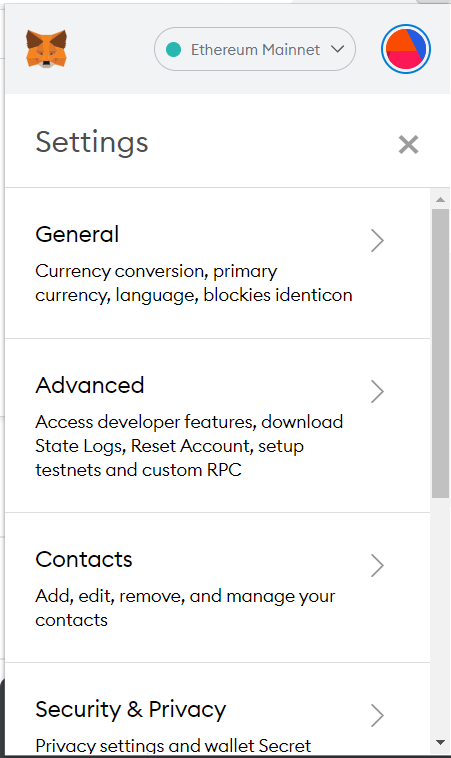 Ethereum Mainnet
Settings
General
Currency conversion, primary
currency, language, blockies identicon
Advanced
Access developer features, download
State Logs, Reset Account, setup
testnets and custom RPC
Contacts
Add, edit, remove, and manage your
contacts
Security & Privacy
Privacy settings and wallet Secret